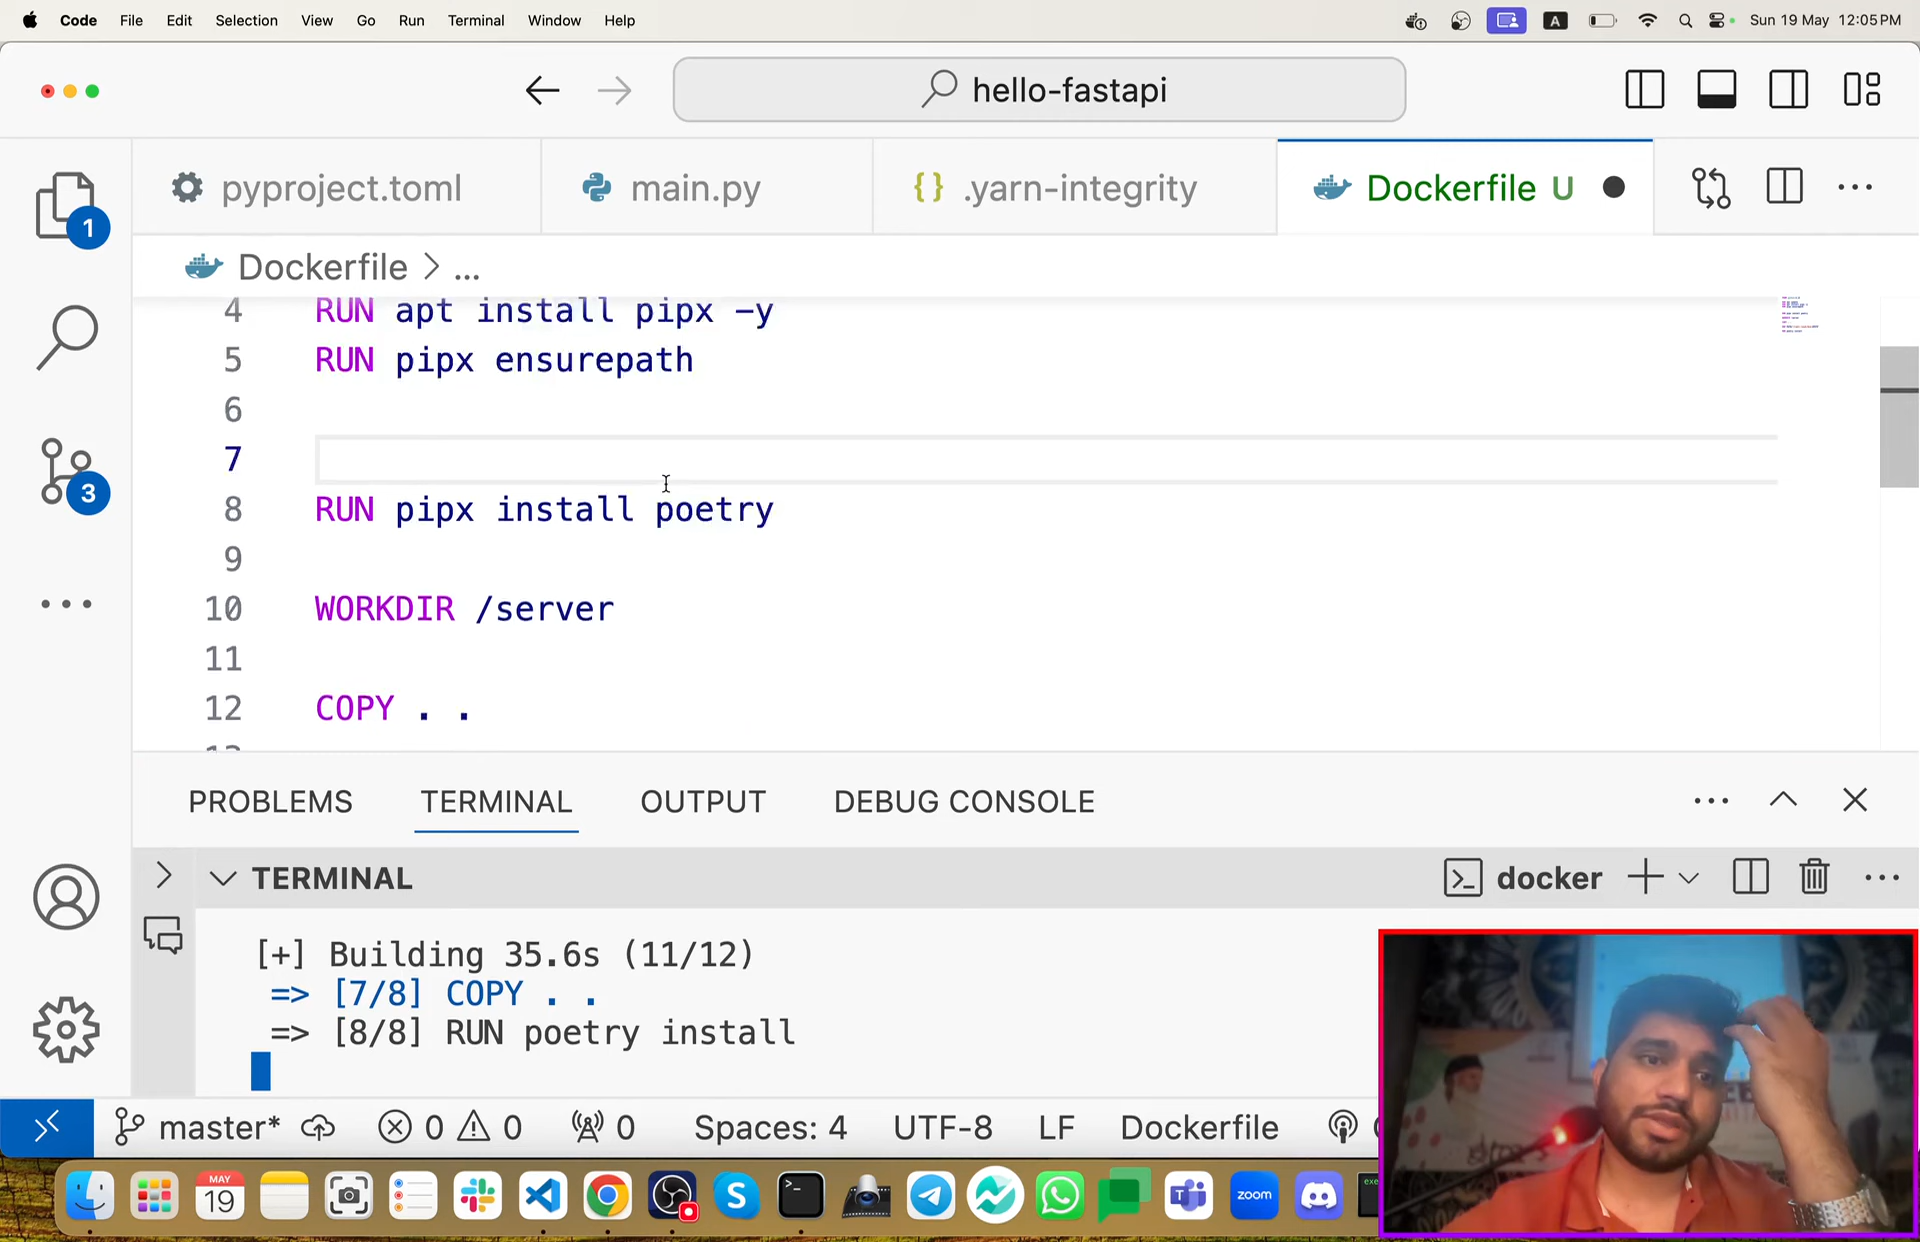 Code File Edit Selection View Go Run Terminal Window Help A Sun 19 May 12:05 PM
hello-fastapi
pyproject.toml main.py {} .yarn-integrity Dockerfile U
Dockerfile > ...
4 RUN apt install pipx -y
5 RUN pipx ensurepath
6
7
8 RUN pipx install poetry
9
10 WORKDIR /server
11
12 COPY . .
13
1
3
PROBLEMS TERMINAL OUTPUT DEBUG CONSOLE
TERMINAL docker
[+] Building 35.6s (11/12)
=> [7/8] COPY . .
=> [8/8] RUN poetry install
master* 0 0 0 Spaces: 4 UTF-8 LF Dockerfile
MAY
19
S
zoom
exe